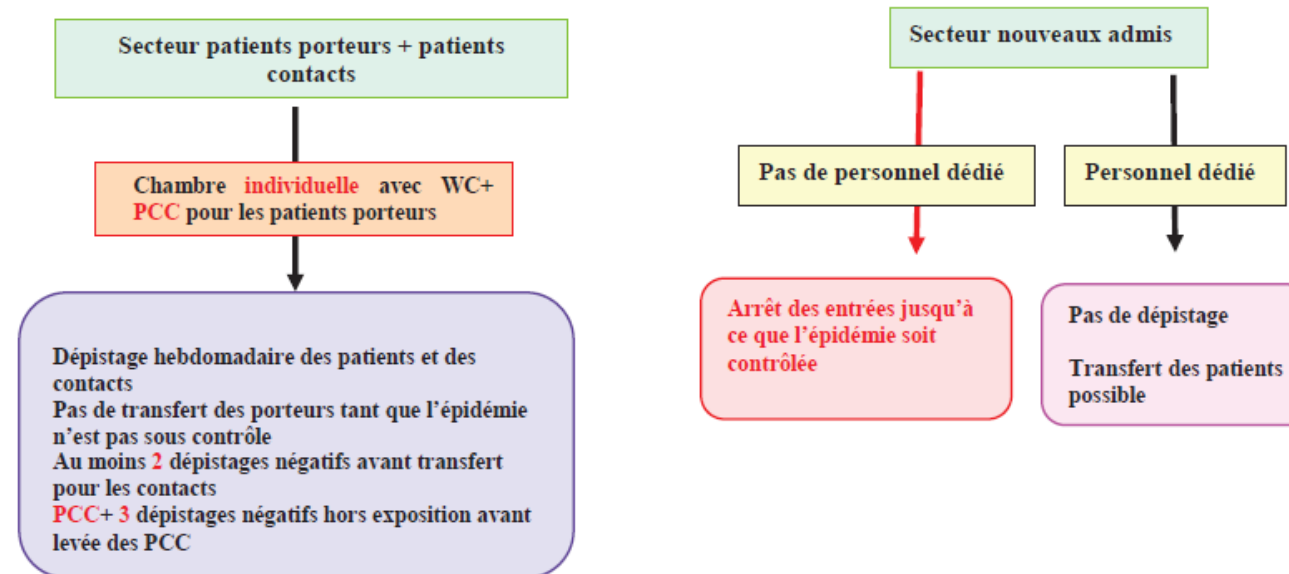 Secteur patients porteurs + patients
contacts
Chambre individuelle avec WC+
PCC pour les patients porteurs
Dépistage hebdomadaire des patients et des
contacts
Pas de transfert des porteurs tant que l’épidémie
n’est pas sous contrôle
Au moins 2 dépistages négatifs avant transfert
pour les contacts
PCC+ 3 dépistages négatifs hors exposition avant
levée des PCC
Secteur nouveaux admis
Pas de personnel dédié
Personnel dédié
Arrêt des entrées jusqu’à
ce que l’épidémie soit
contrôlée
Pas de dépistage
Transfert des patients
possible